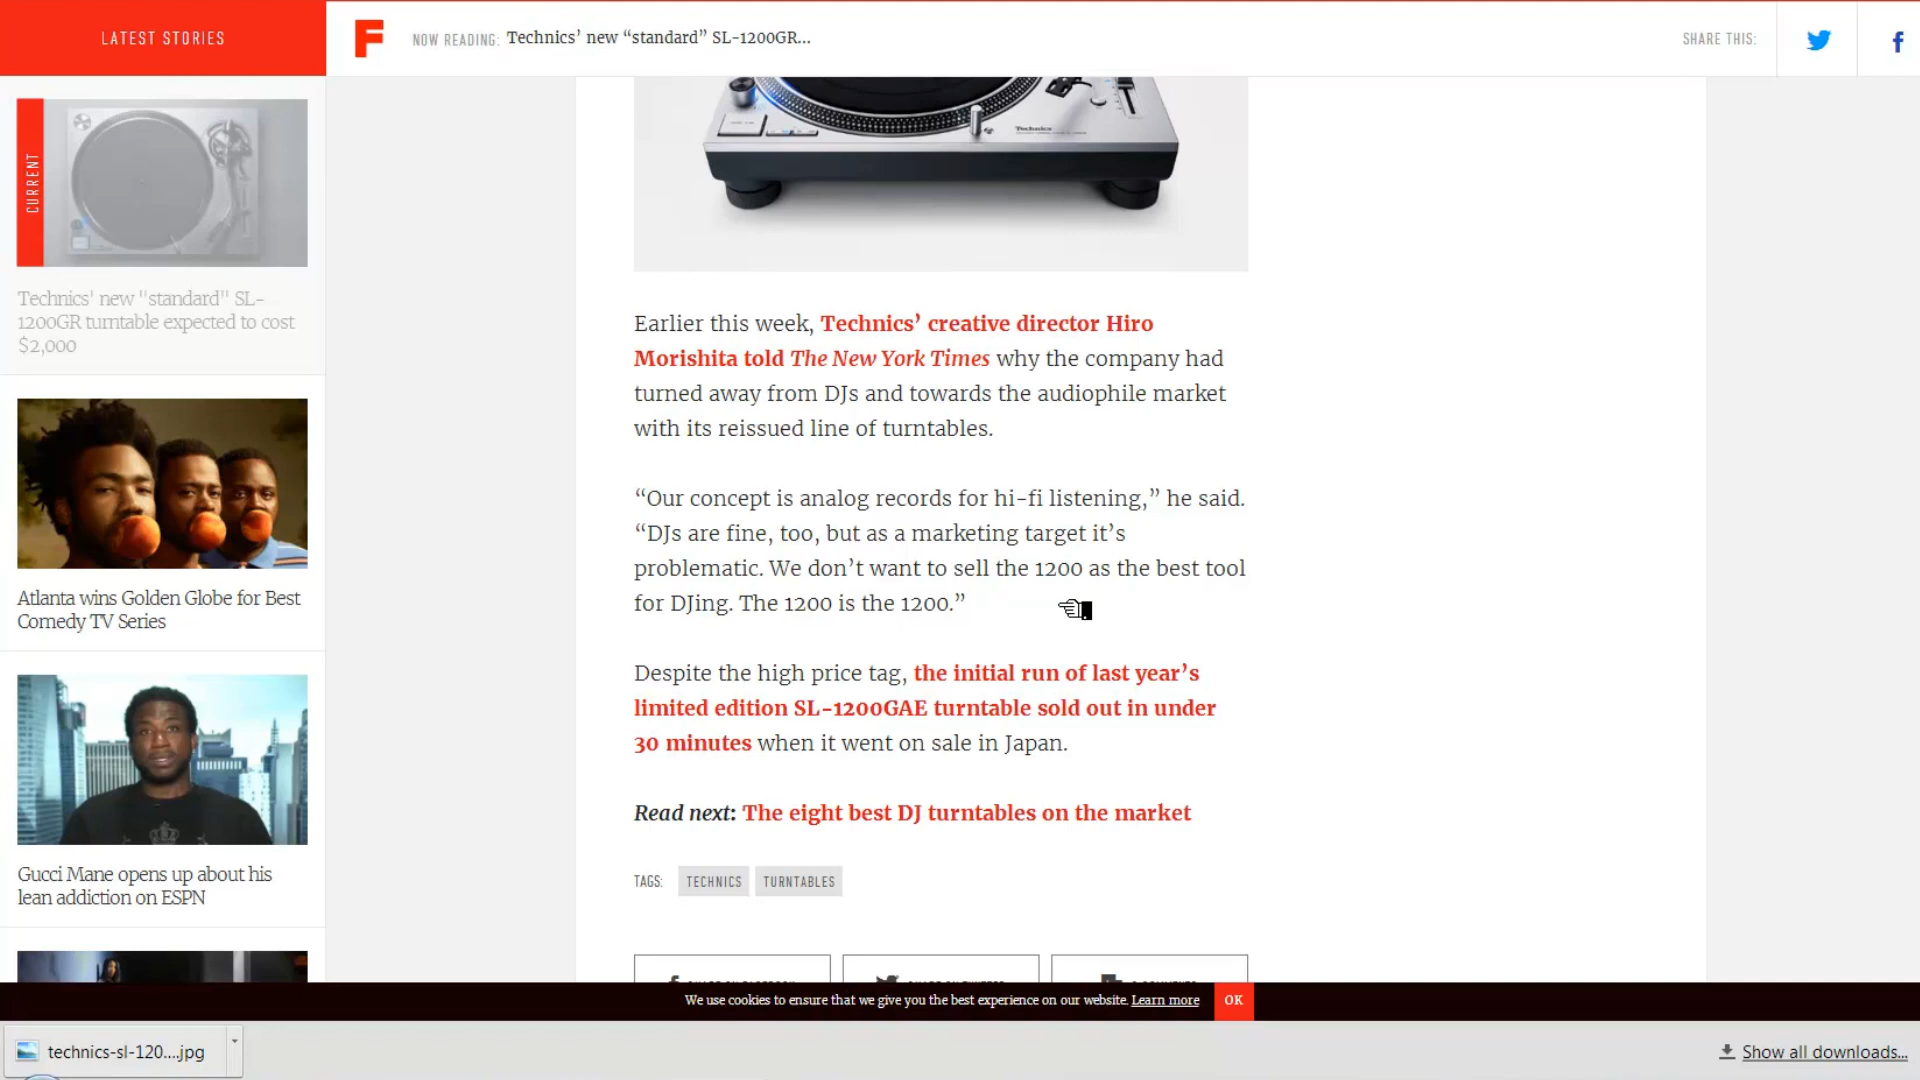 LATEST STORIES
F
NOW READING: Technics’ new “standard” SL-1200GR...
SHARE THIS:
CURRENT
Technics' new "standard" SL-
1200GR turntable expected to cost
$2,000
Atlanta wins Golden Globe for Best
Comedy TV Series
Gucci Mane opens up about his
lean addiction on ESPN
Technics
Earlier this week, Technics’ creative director Hiro
Morishita told The New York Times why the company had
turned away from DJs and towards the audiophile market
with its reissued line of turntables.
“Our concept is analog records for hi-fi listening,” he said.
“DJs are fine, too, but as a marketing target it’s
problematic. We don’t want to sell the 1200 as the best tool
for DJing. The 1200 is the 1200.”
Despite the high price tag, the initial run of last year’s
limited edition SL-1200GAE turntable sold out in under
30 minutes when it went on sale in Japan.
Read next: The eight best DJ turntables on the market
TAGS: TECHNICS TURNTABLES
We use cookies to ensure that we give you the best experience on our website. Learn more OK
technics-sl-120....jpg
Show all downloads...